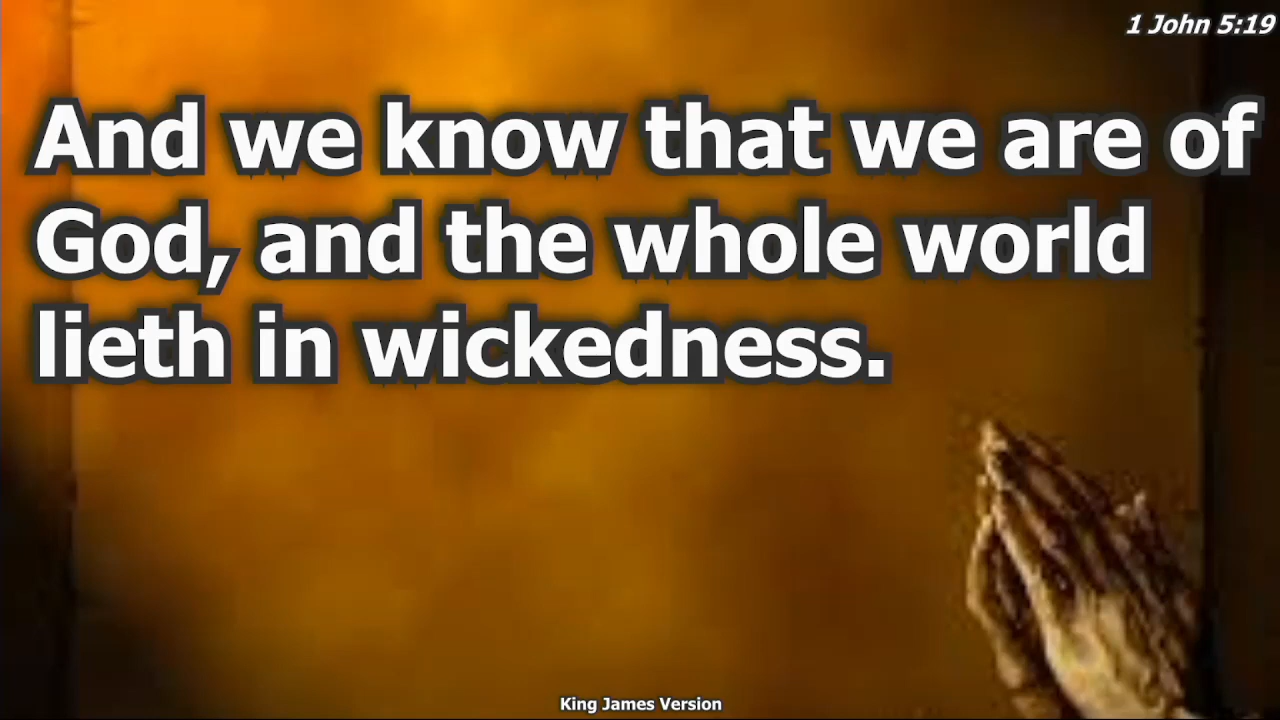 1 John 5:19
And we know that we are of
God, and the whole world
lieth in wickedness.
King James Version